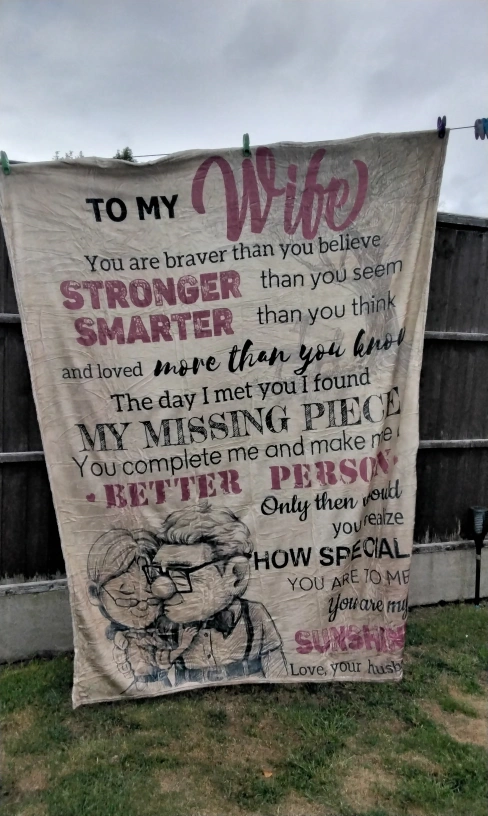 TO MY Wife
You are braver than you believe
STRONGER than you seem
SMARTER than you think
and loved more than you know
The day I met you I found
MY MISSING PIECE
You complete me and make me
BETTER PERSON
Only then would
you realize
HOW SPECIAL
YOU ARE TO ME
You are my
SUNSHINE
Love, your husb